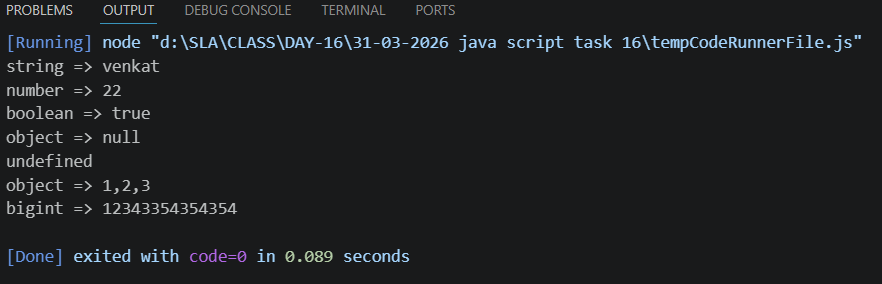 PROBLEMS OUTPUT DEBUG CONSOLE TERMINAL PORTS
[Running] node "d:\SLA\CLASS\DAY-16\31-03-2026 java script task 16\tempCodeRunnerFile.js"
string => venkat
number => 22
boolean => true
object => null
undefined
object => 1,2,3
bigint => 12343354354354
[Done] exited with code=0 in 0.089 seconds